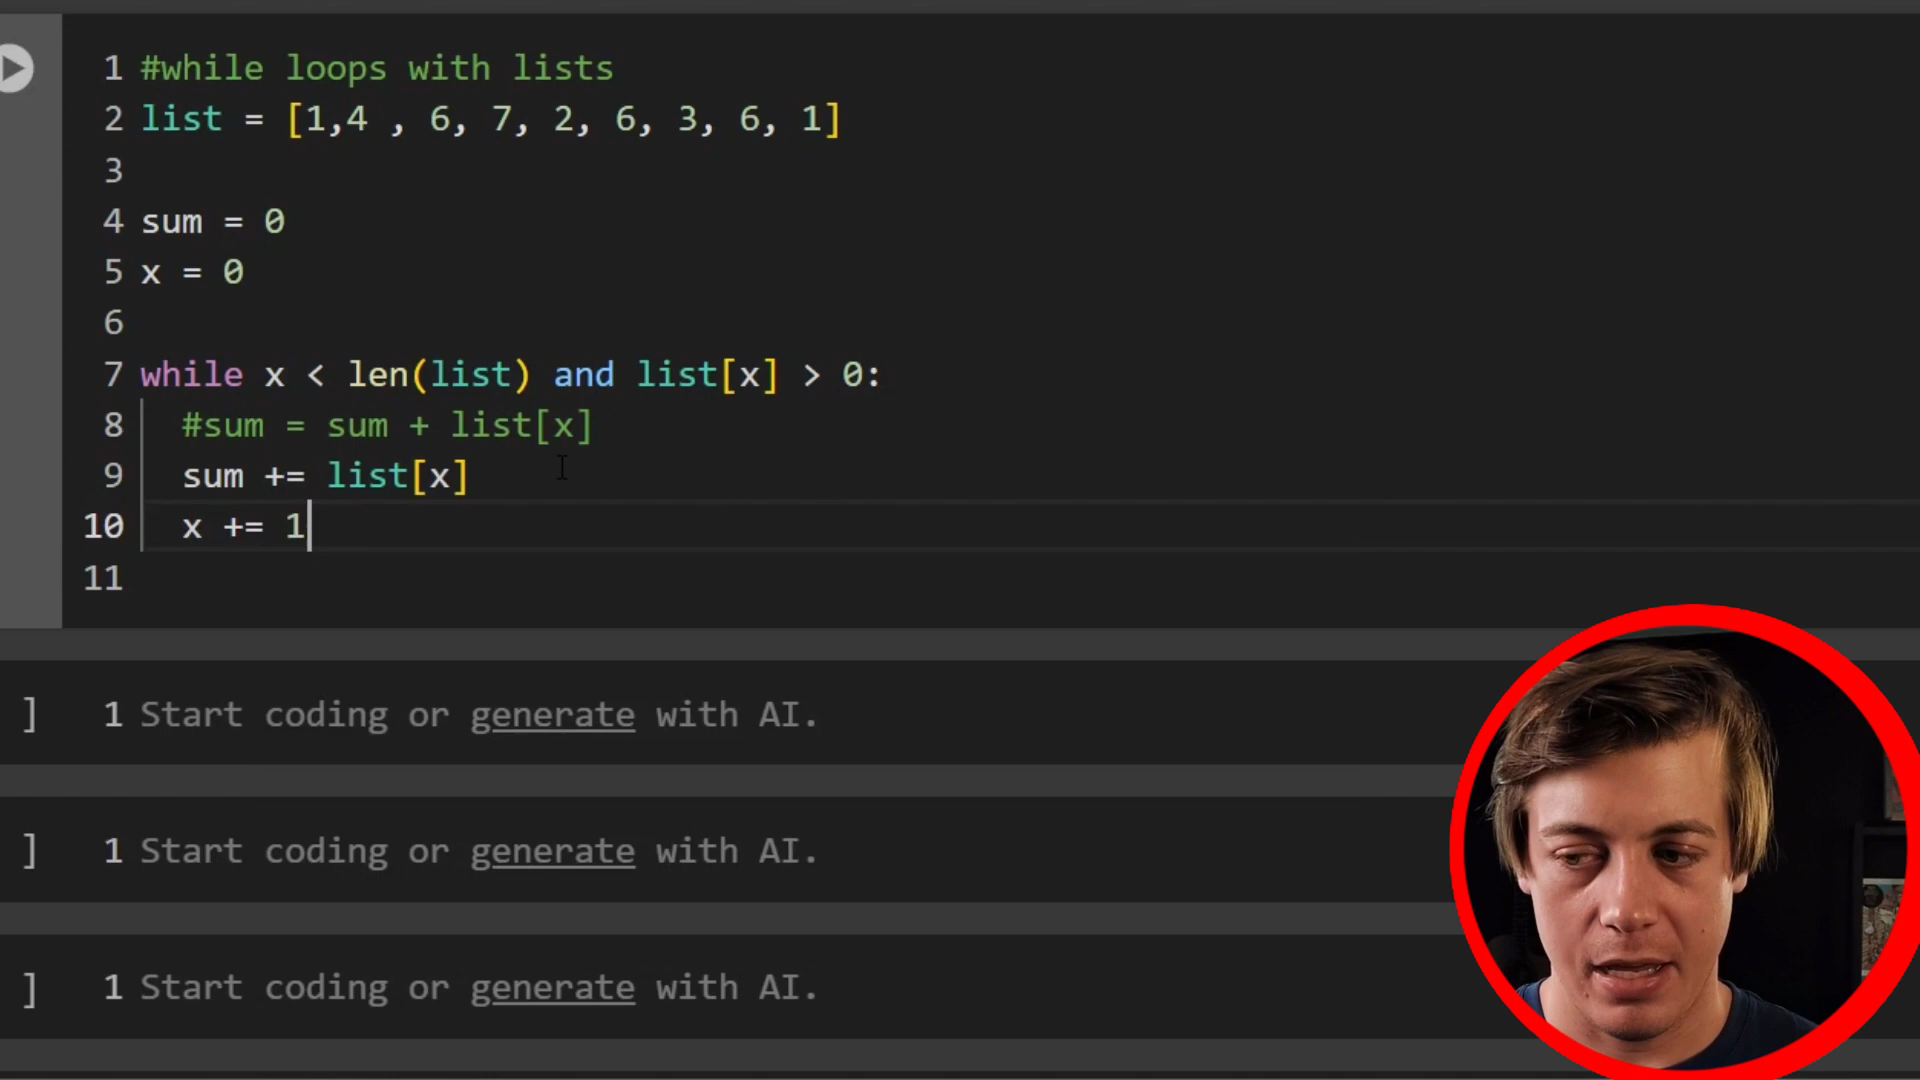 1 #while loops with lists
2 list = [1,4 , 6, 7, 2, 6, 3, 6, 1]
3
4 sum = 0
5 x = 0
6
7 while x < len(list) and list[x] > 0:
8 #sum = sum + list[x]
9 sum += list[x]
10 x += 1
11
] 1 Start coding or generate with AI.
] 1 Start coding or generate with AI.
] 1 Start coding or generate with AI.